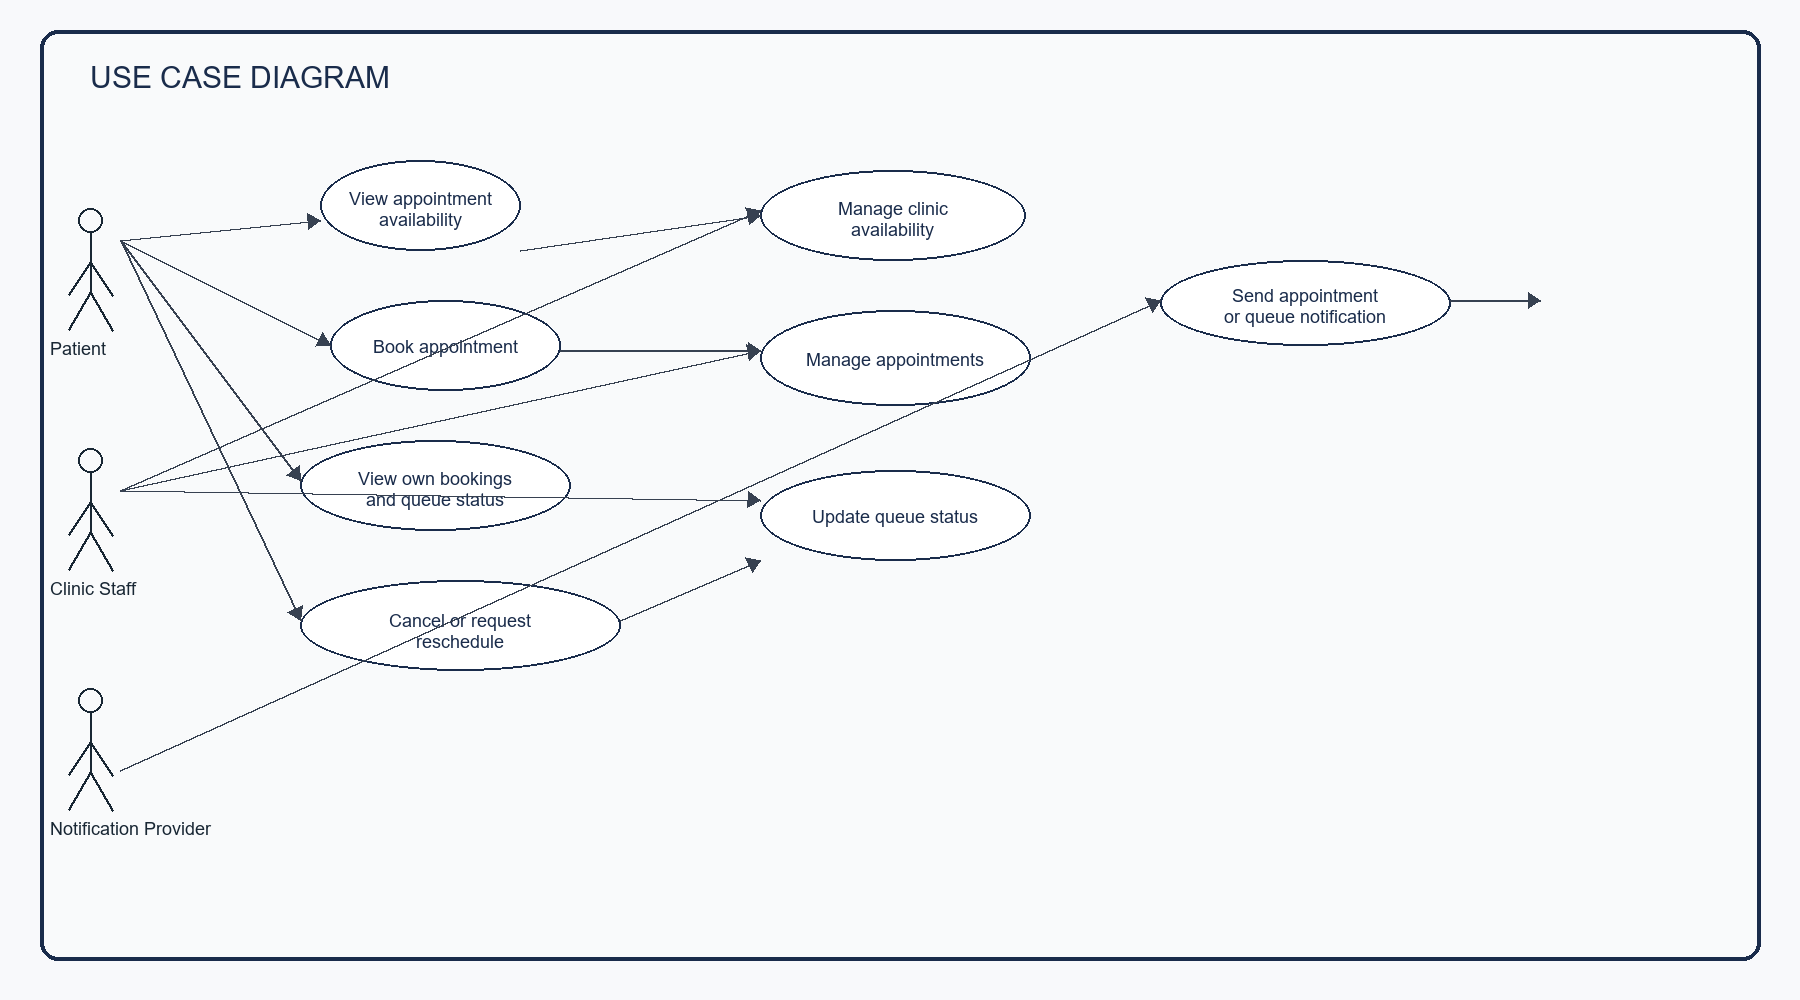 USE CASE DIAGRAM
View appointment
availability
Manage clinic
availability
Send appointment
or queue notification
Patient
Book appointment
Manage appointments
View own bookings
and queue status
Update queue status
Clinic Staff
Cancel or request
reschedule
Notification Provider